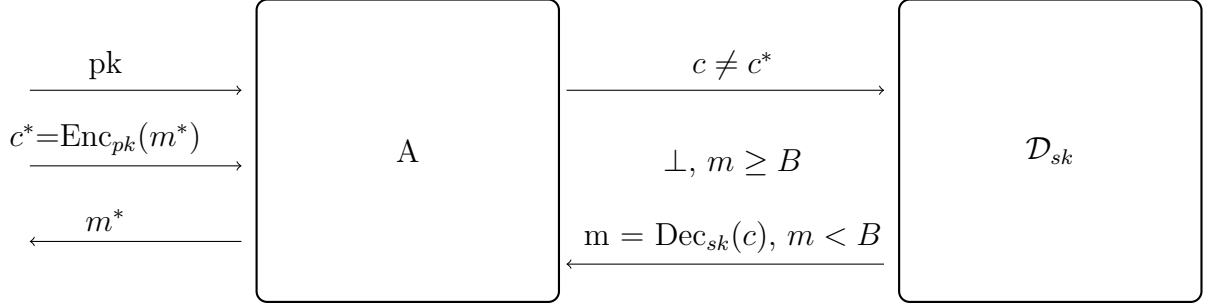 pk
c*=Enc_pk(m*)
m*
A
c ≠ c*
⊥, m ≥ B
m = Dec_sk(c), m < B
𝒟_sk